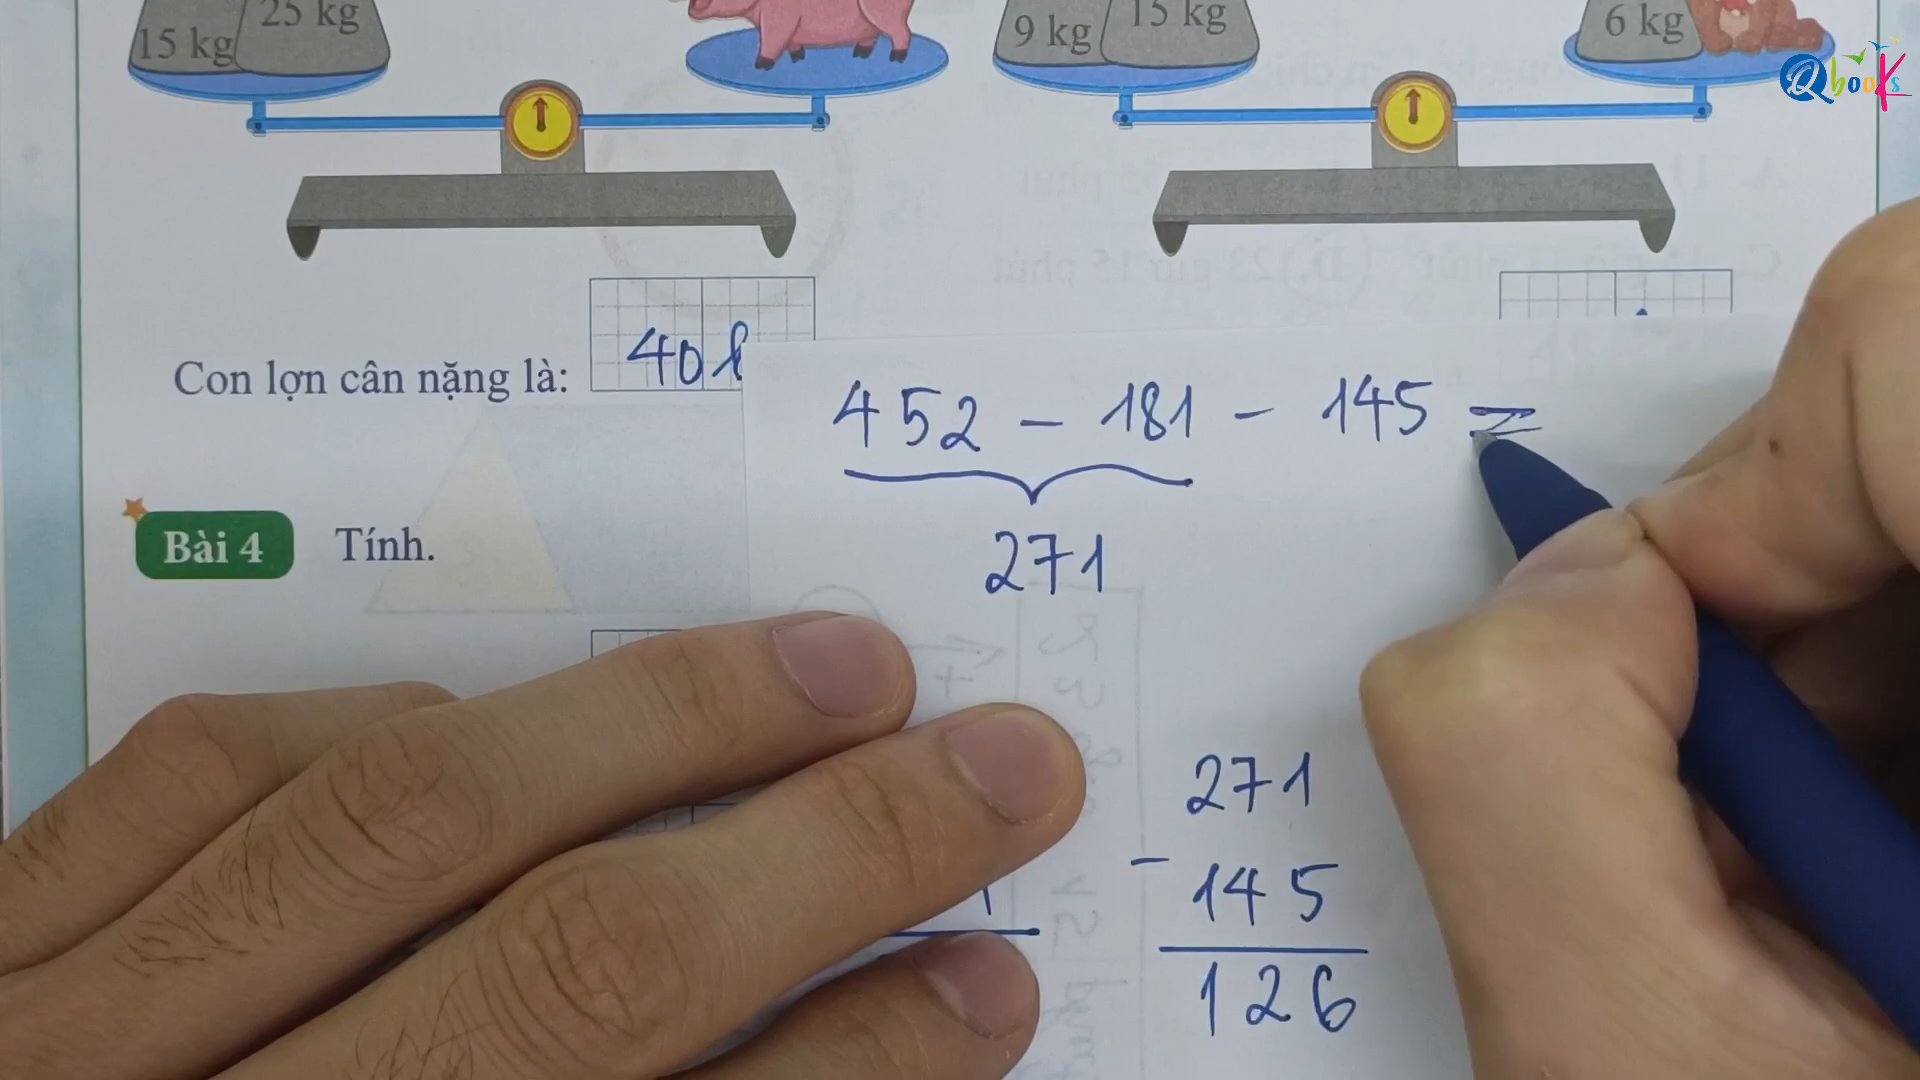 15 kg 25 kg
9 kg 15 kg
6 kg
Qbooks
Con lợn cân nặng là: 40
452 - 181 - 145 =
271
Bài 4 Tính.
271
- 145
126